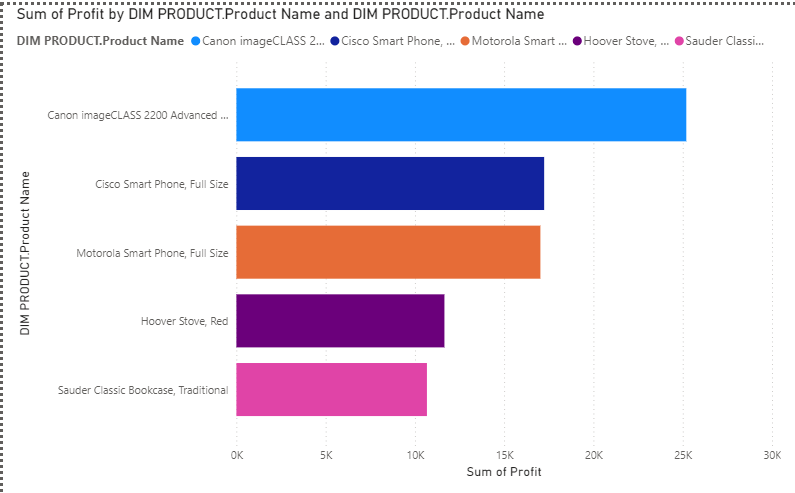 Sum of Profit by DIM PRODUCT.Product Name and DIM PRODUCT.Product Name
DIM PRODUCT.Product Name Canon imageCLASS 2... Cisco Smart Phone, ... Motorola Smart ... Hoover Stove, ... Sauder Classi...
DIM PRODUCT.Product Name
Canon imageCLASS 2200 Advanced ...
Cisco Smart Phone, Full Size
Motorola Smart Phone, Full Size
Hoover Stove, Red
Sauder Classic Bookcase, Traditional
0K 5K 10K 15K 20K 25K 30K
Sum of Profit